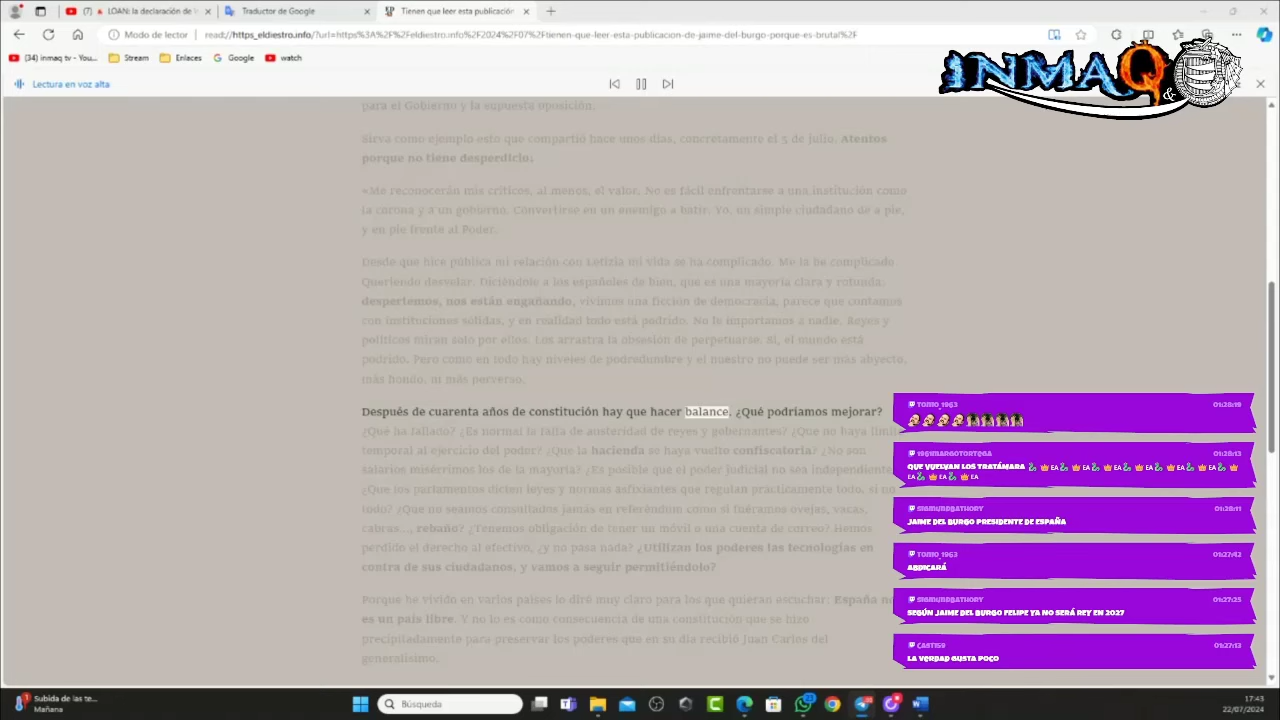 (7) LOAN: la declaración de l
Traductor de Google
Tienen que leer esta publicación
Modo de lector
read://https_eldiestro.info/?url=https%3A%2F%2Feldiestro.info%2F2024%2F07%2Ftienen-que-leer-esta-publicacion-de-jaime-del-burgo-porque-es-brutal%2F
(34) inmaq tv - You...
Stream
Enlaces
Google
watch
INMAQ &
Lectura en voz alta
para el Gobierno y la supuesta oposición.
Sirva como ejemplo esto que compartió hace unos días, concretamente el 5 de julio. Atentos
porque no tiene desperdicio:
«Me reconocerán mis críticos, al menos, el valor. No es fácil enfrentarse a una institución como
la corona y a un gobierno. Convertirse en un enemigo a batir. Yo, un simple ciudadano de a pie,
y en pie frente al Poder.
Desde que hice pública mi relación con Letizia mi vida se ha complicado. Me la he complicado
Queriendo desvelar. Diciéndole a los españoles de bien, que es una mayoría clara y rotunda:
despertemos, nos están engañando, vivimos una ficción de democracia, parece que contamos
con instituciones sólidas, y en realidad todo está podrido. No le importamos a nadie. Reyes y
políticos miran solo por ellos. Los arrastra la obsesión de perpetuarse. Sí, el mundo está
podrido. Pero como en todo hay niveles de podredumbre y el nuestro no puede ser más abyecto,
más hondo, ni más perverso.
Después de cuarenta años de constitución hay que hacer balance. ¿Qué podríamos mejorar?
¿Qué ha fallado? ¿Es normal la falla de austeridad de reyes y gobernantes? ¿Que no haya límite
temporal al ejercicio del poder? ¿Que la hacienda se haya vuelto confiscatoria? ¿No son
salarios misérrimos los de la mayoría? ¿Es posible que el poder judicial no sea independiente
¿Que los parlamentos dicten leyes y normas asfixiantes que regulan prácticamente todo, si no
todo? ¿Que no seamos consultados jamás en referéndum como si fuéramos ovejas, vacas,
cabras..., rebaño? ¿Tenemos obligación de tener un móvil o una cuenta de correo? Hemos
perdido el derecho al efectivo, ¿y no pasa nada? ¿Utilizan los poderes las tecnologías en
contra de sus ciudadanos, y vamos a seguir permitiéndolo?
Porque he vivido en varios países lo diré muy claro para los que quieran escuchar: España no
es un país libre. Y no lo es como consecuencia de una constitución que se hizo
precipitadamente para preservar los poderes que en su día recibió Juan Carlos del
generalísimo.
TONIO_1963 01:28:19
196XNARGOTORTEGA 01:28:13
QUE VUELVAN LOS TRATÁMARA 🐍 👑 EA🐍 👑 EA🐍 👑 EA🐍 👑 EA🐍 👑 EA🐍 👑 EA🐍 👑
EA🐍 👑 EA🐍 👑 EA
SIGMUNDBATHORY 01:28:11
JAIME DEL BURGO PRESIDENTE DE ESPAÑA
TONIO_1963 01:27:42
ABDICARÁ
SIGMUNDBATHORY 01:27:25
SEGÚN JAIME DEL BURGO FELIPE YA NO SERÁ REY EN 2027
CASTI59 01:27:13
LA VERDAD GUSTA POCO
Subida de las te...
Mañana
Búsqueda
17:43
22/07/2024